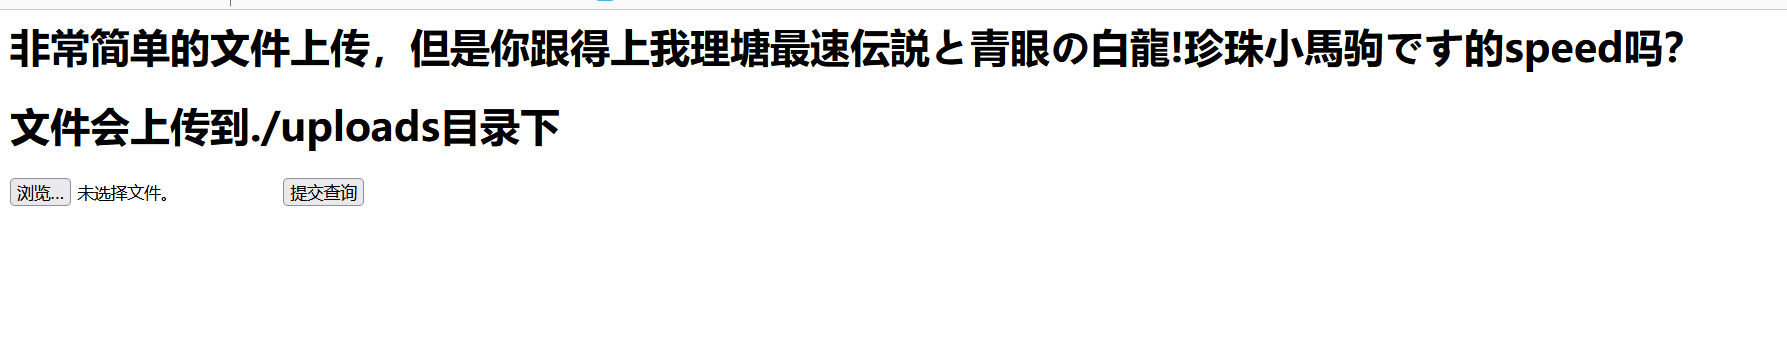 非常简单的文件上传，但是你跟得上我理塘最速伝説と青眼の白龍!珍珠小馬驹です的speed吗？
文件会上传到./uploads目录下
浏览... 未选择文件。 提交查询